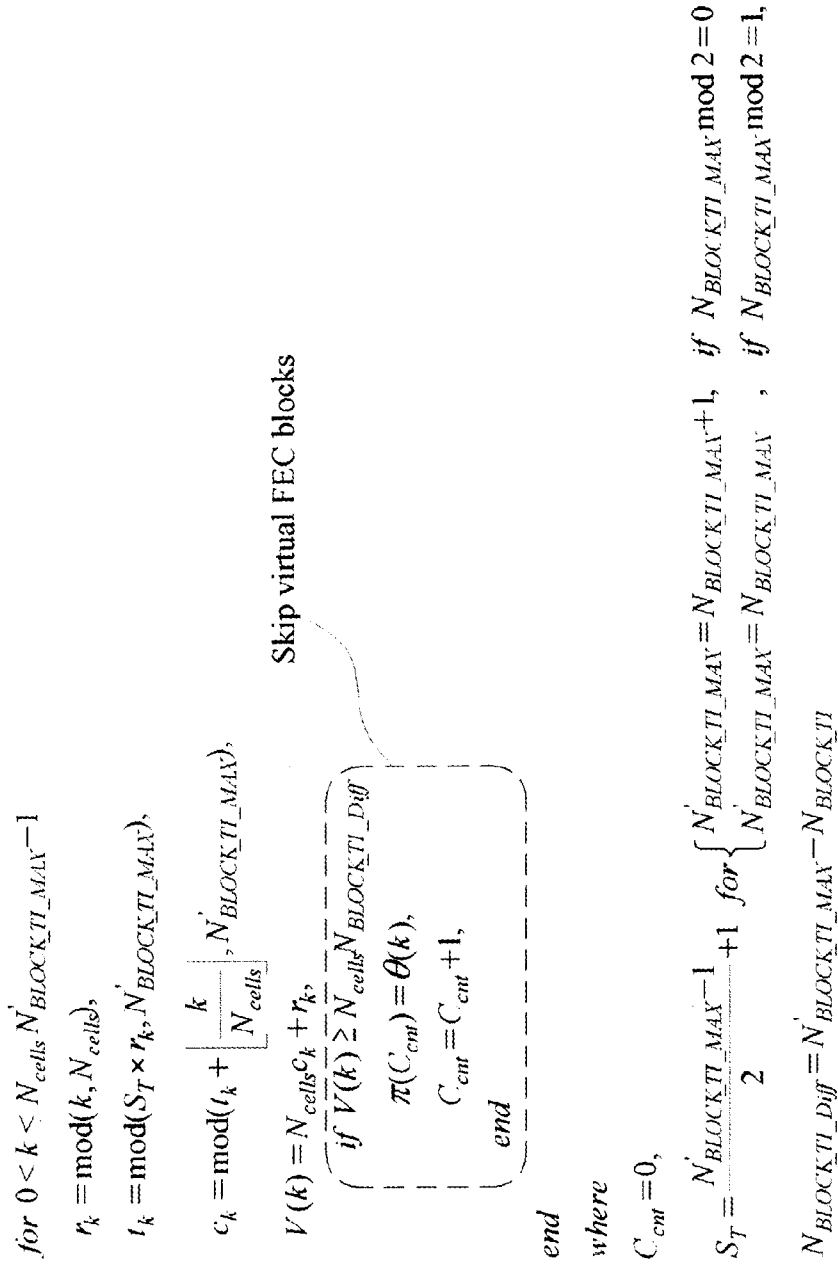 for 0 < k < N_cells N'_BLOCK_TI_MAX − 1
r_k = mod(k, N_cells),
t_k = mod(S_T × r_k, N'_BLOCK_TI_MAX),
c_k = mod(t_k + ⌊k / N_cells⌋, N'_BLOCK_TI_MAX),
V(k) = N_cells c_k + r_k,
Skip virtual FEC blocks
if V(k) ≥ N_cells N_BLOCK_TI_Diff
π(C_cnt) = θ(k),
C_cnt = C_cnt + 1,
end
end
where
C_cnt = 0,
S_T = (N'_BLOCK_TI_MAX − 1) / 2 + 1 for { N'_BLOCK_TI_MAX = N_BLOCK_TI_MAX + 1, if N_BLOCK_TI_MAX mod 2 = 0
N'_BLOCK_TI_MAX = N_BLOCK_TI_MAX , if N_BLOCK_TI_MAX mod 2 = 1,
N_BLOCK_TI_Diff = N'_BLOCK_TI_MAX − N_BLOCK_TI